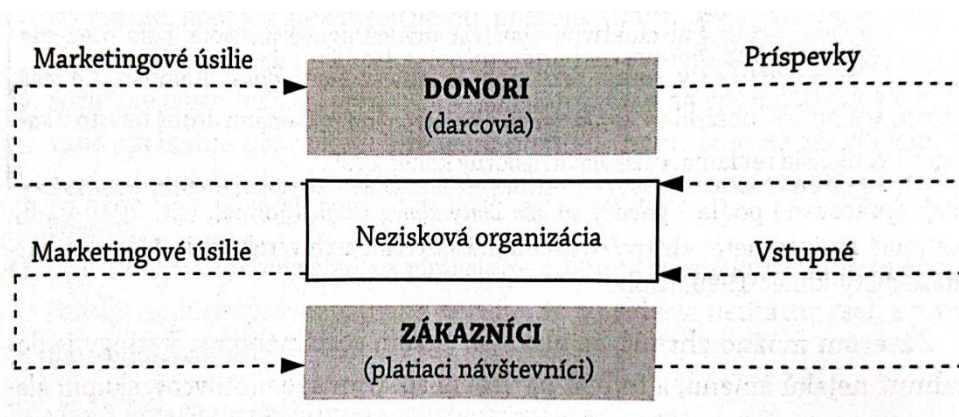 Marketingové úsilie
DONORI
(darcovia)
Príspevky
Nezisková organizácia
Marketingové úsilie
Vstupné
ZÁKAZNÍCI
(platiaci návštevníci)